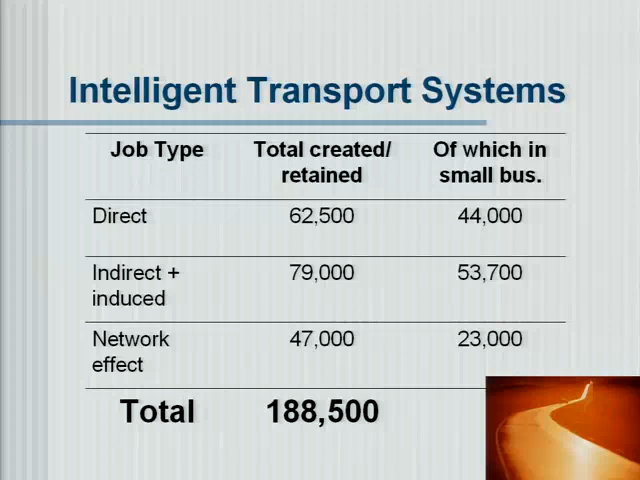 Intelligent Transport Systems
Job Type Total created/ Of which in
retained small bus.
Direct 62,500 44,000
Indirect + 79,000 53,700
induced
Network 47,000 23,000
effect
Total 188,500